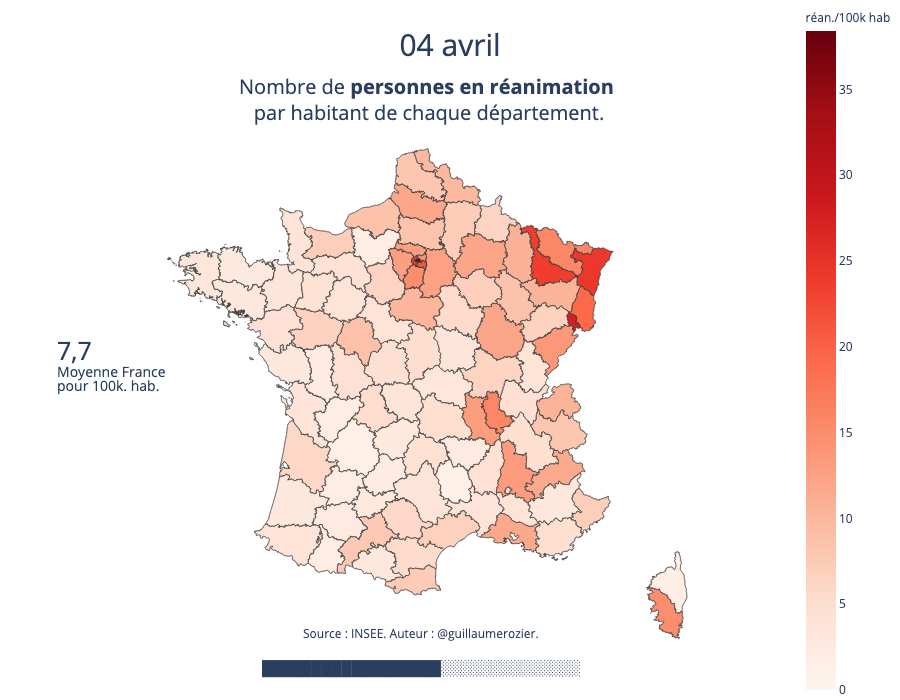 réan./100k hab
04 avril
Nombre de personnes en réanimation
par habitant de chaque département.
35
30
25
20
15
10
5
0
7,7
Moyenne France
pour 100k. hab.
Source : INSEE. Auteur : @guillaumerozier.